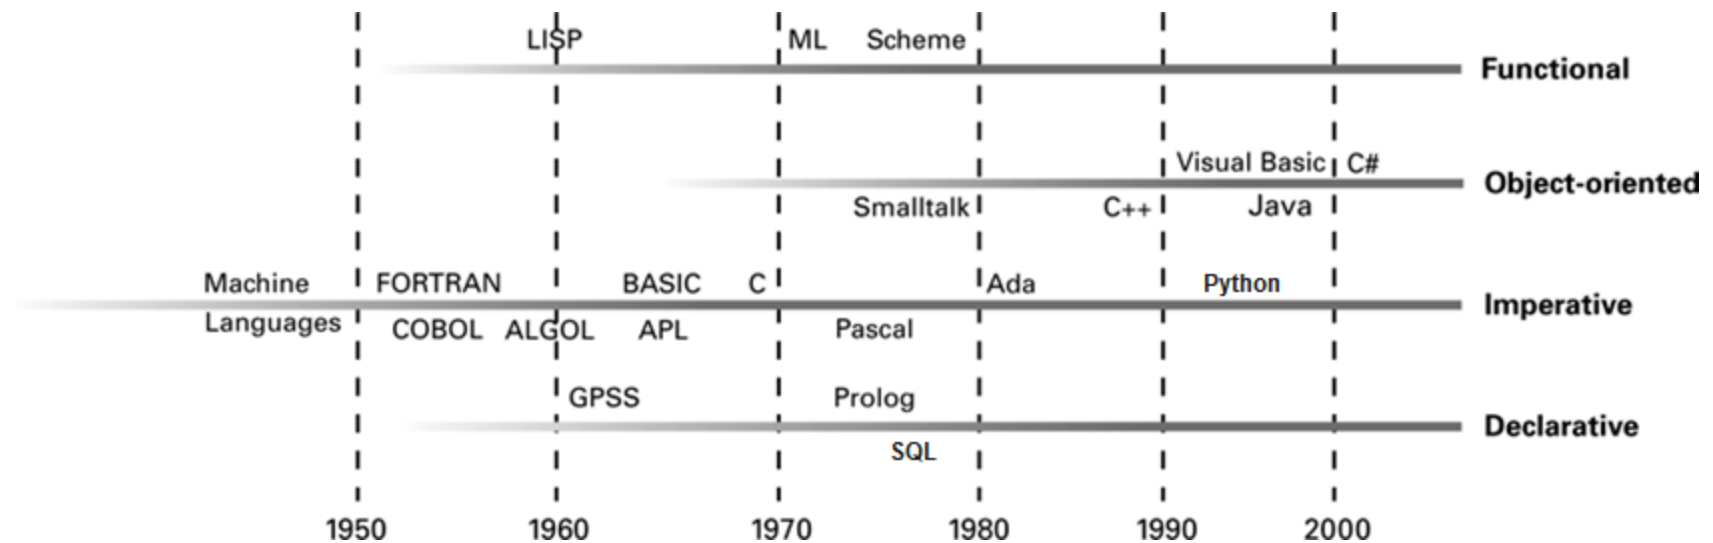 LISP ML Scheme
Functional
Visual Basic C#
Object-oriented
Smalltalk C++ Java
Machine FORTRAN BASIC C Ada Python
Imperative
Languages COBOL ALGOL APL Pascal
GPSS Prolog
Declarative
SQL
1950 1960 1970 1980 1990 2000